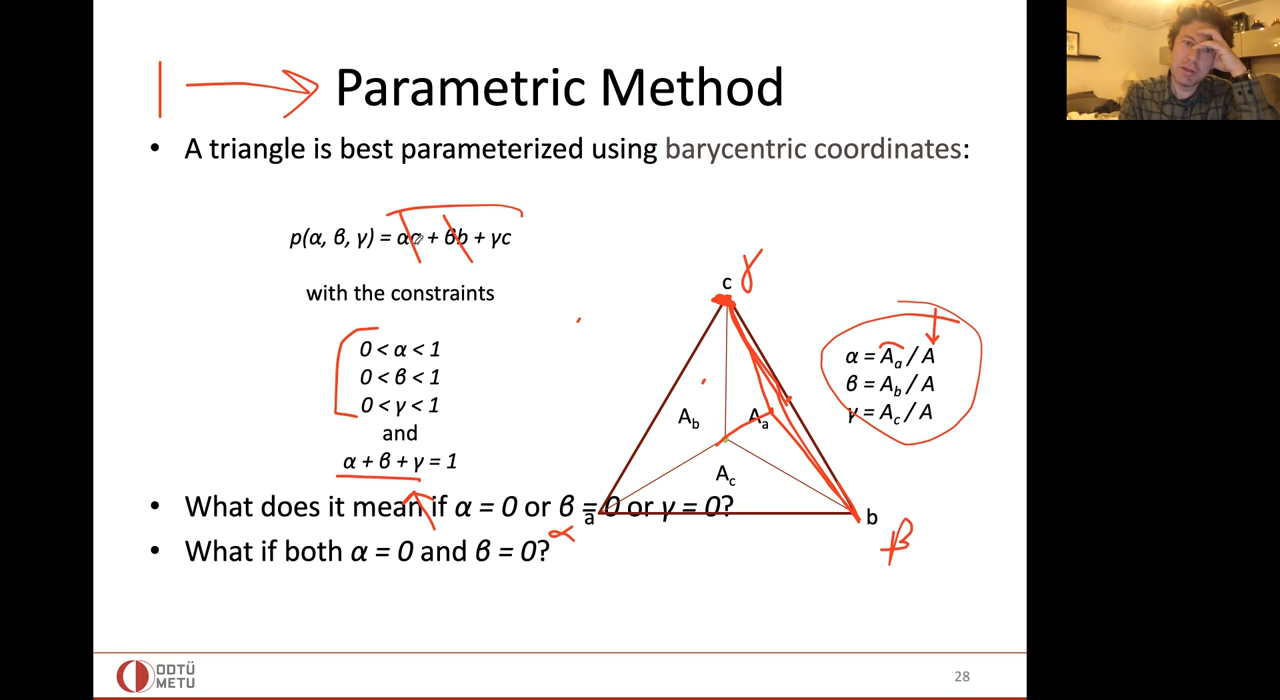 Parametric Method
• A triangle is best parameterized using barycentric coordinates:
p(α, β, γ) = αa + βb + γc
with the constraints
0 < α < 1
0 < β < 1
0 < γ < 1
and
α + β + γ = 1
c γ
A_b
A_a
A_c
a α
b β
α = A_a / A
β = A_b / A
γ = A_c / A
• What does it mean if α = 0 or β = 0 or γ = 0?
• What if both α = 0 and β = 0?
ODTÜ
METU
28